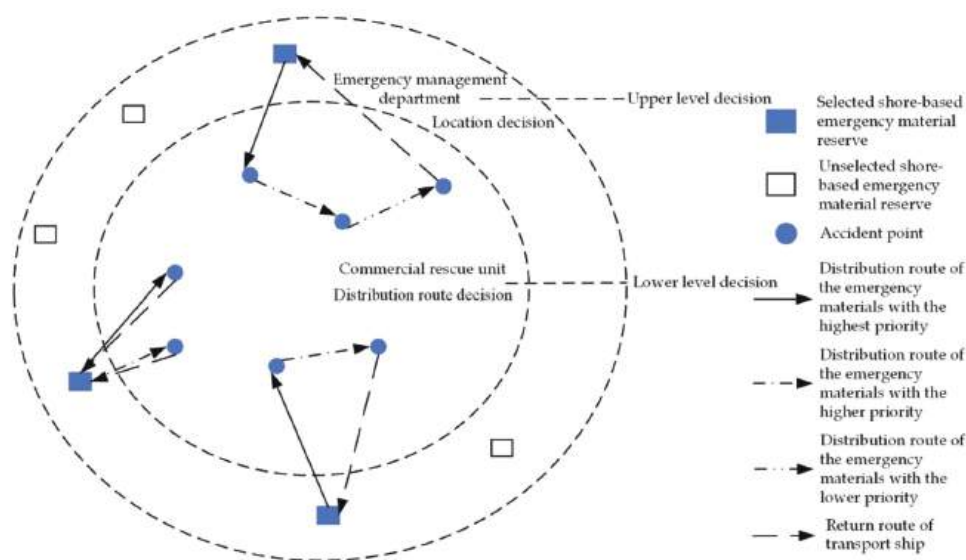 Emergency management
department
Upper level decision
Location decision
Commercial rescue unit
Distribution route decision
Lower level decision
Selected shore-based
emergency material
reserve
Unselected shore-
based emergency
material reserve
Accident point
Distribution route of
the emergency
materials with the
highest priority
Distribution route of
the emergency
materials with the
higher priority
Distribution route of
the emergency
materials with the
lower priority
Return route of
transport ship